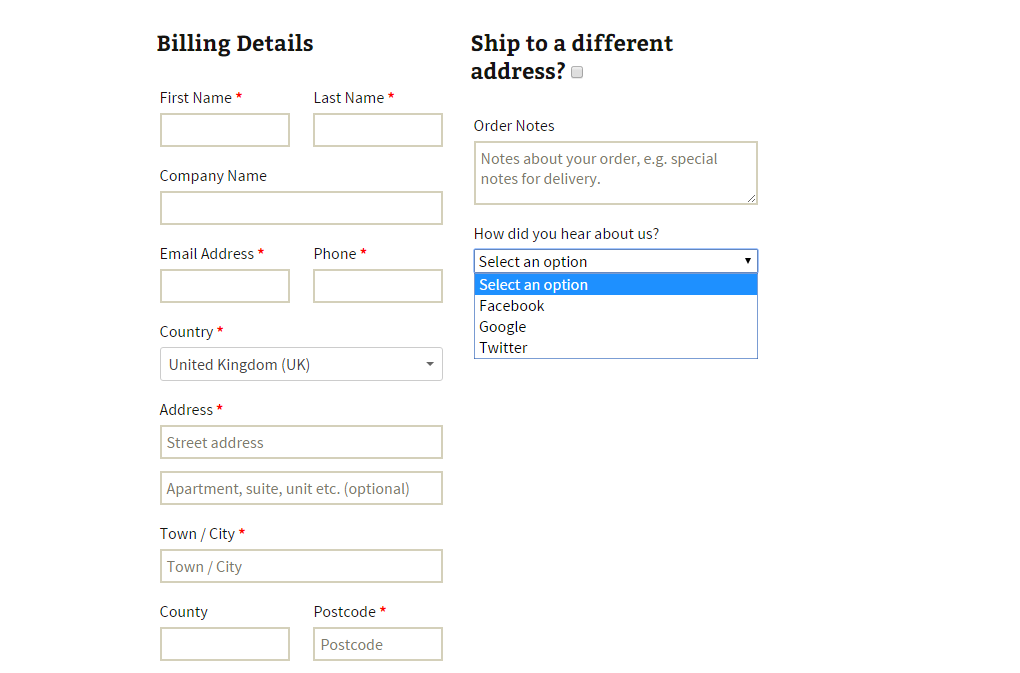 Billing Details
First Name *
Last Name *
Company Name
Email Address *
Phone *
Country *
United Kingdom (UK)
Address *
Street address
Apartment, suite, unit etc. (optional)
Town / City *
Town / City
County
Postcode *
Postcode
Ship to a different
address?
Order Notes
Notes about your order, e.g. special
notes for delivery.
How did you hear about us?
Select an option
Select an option
Facebook
Google
Twitter